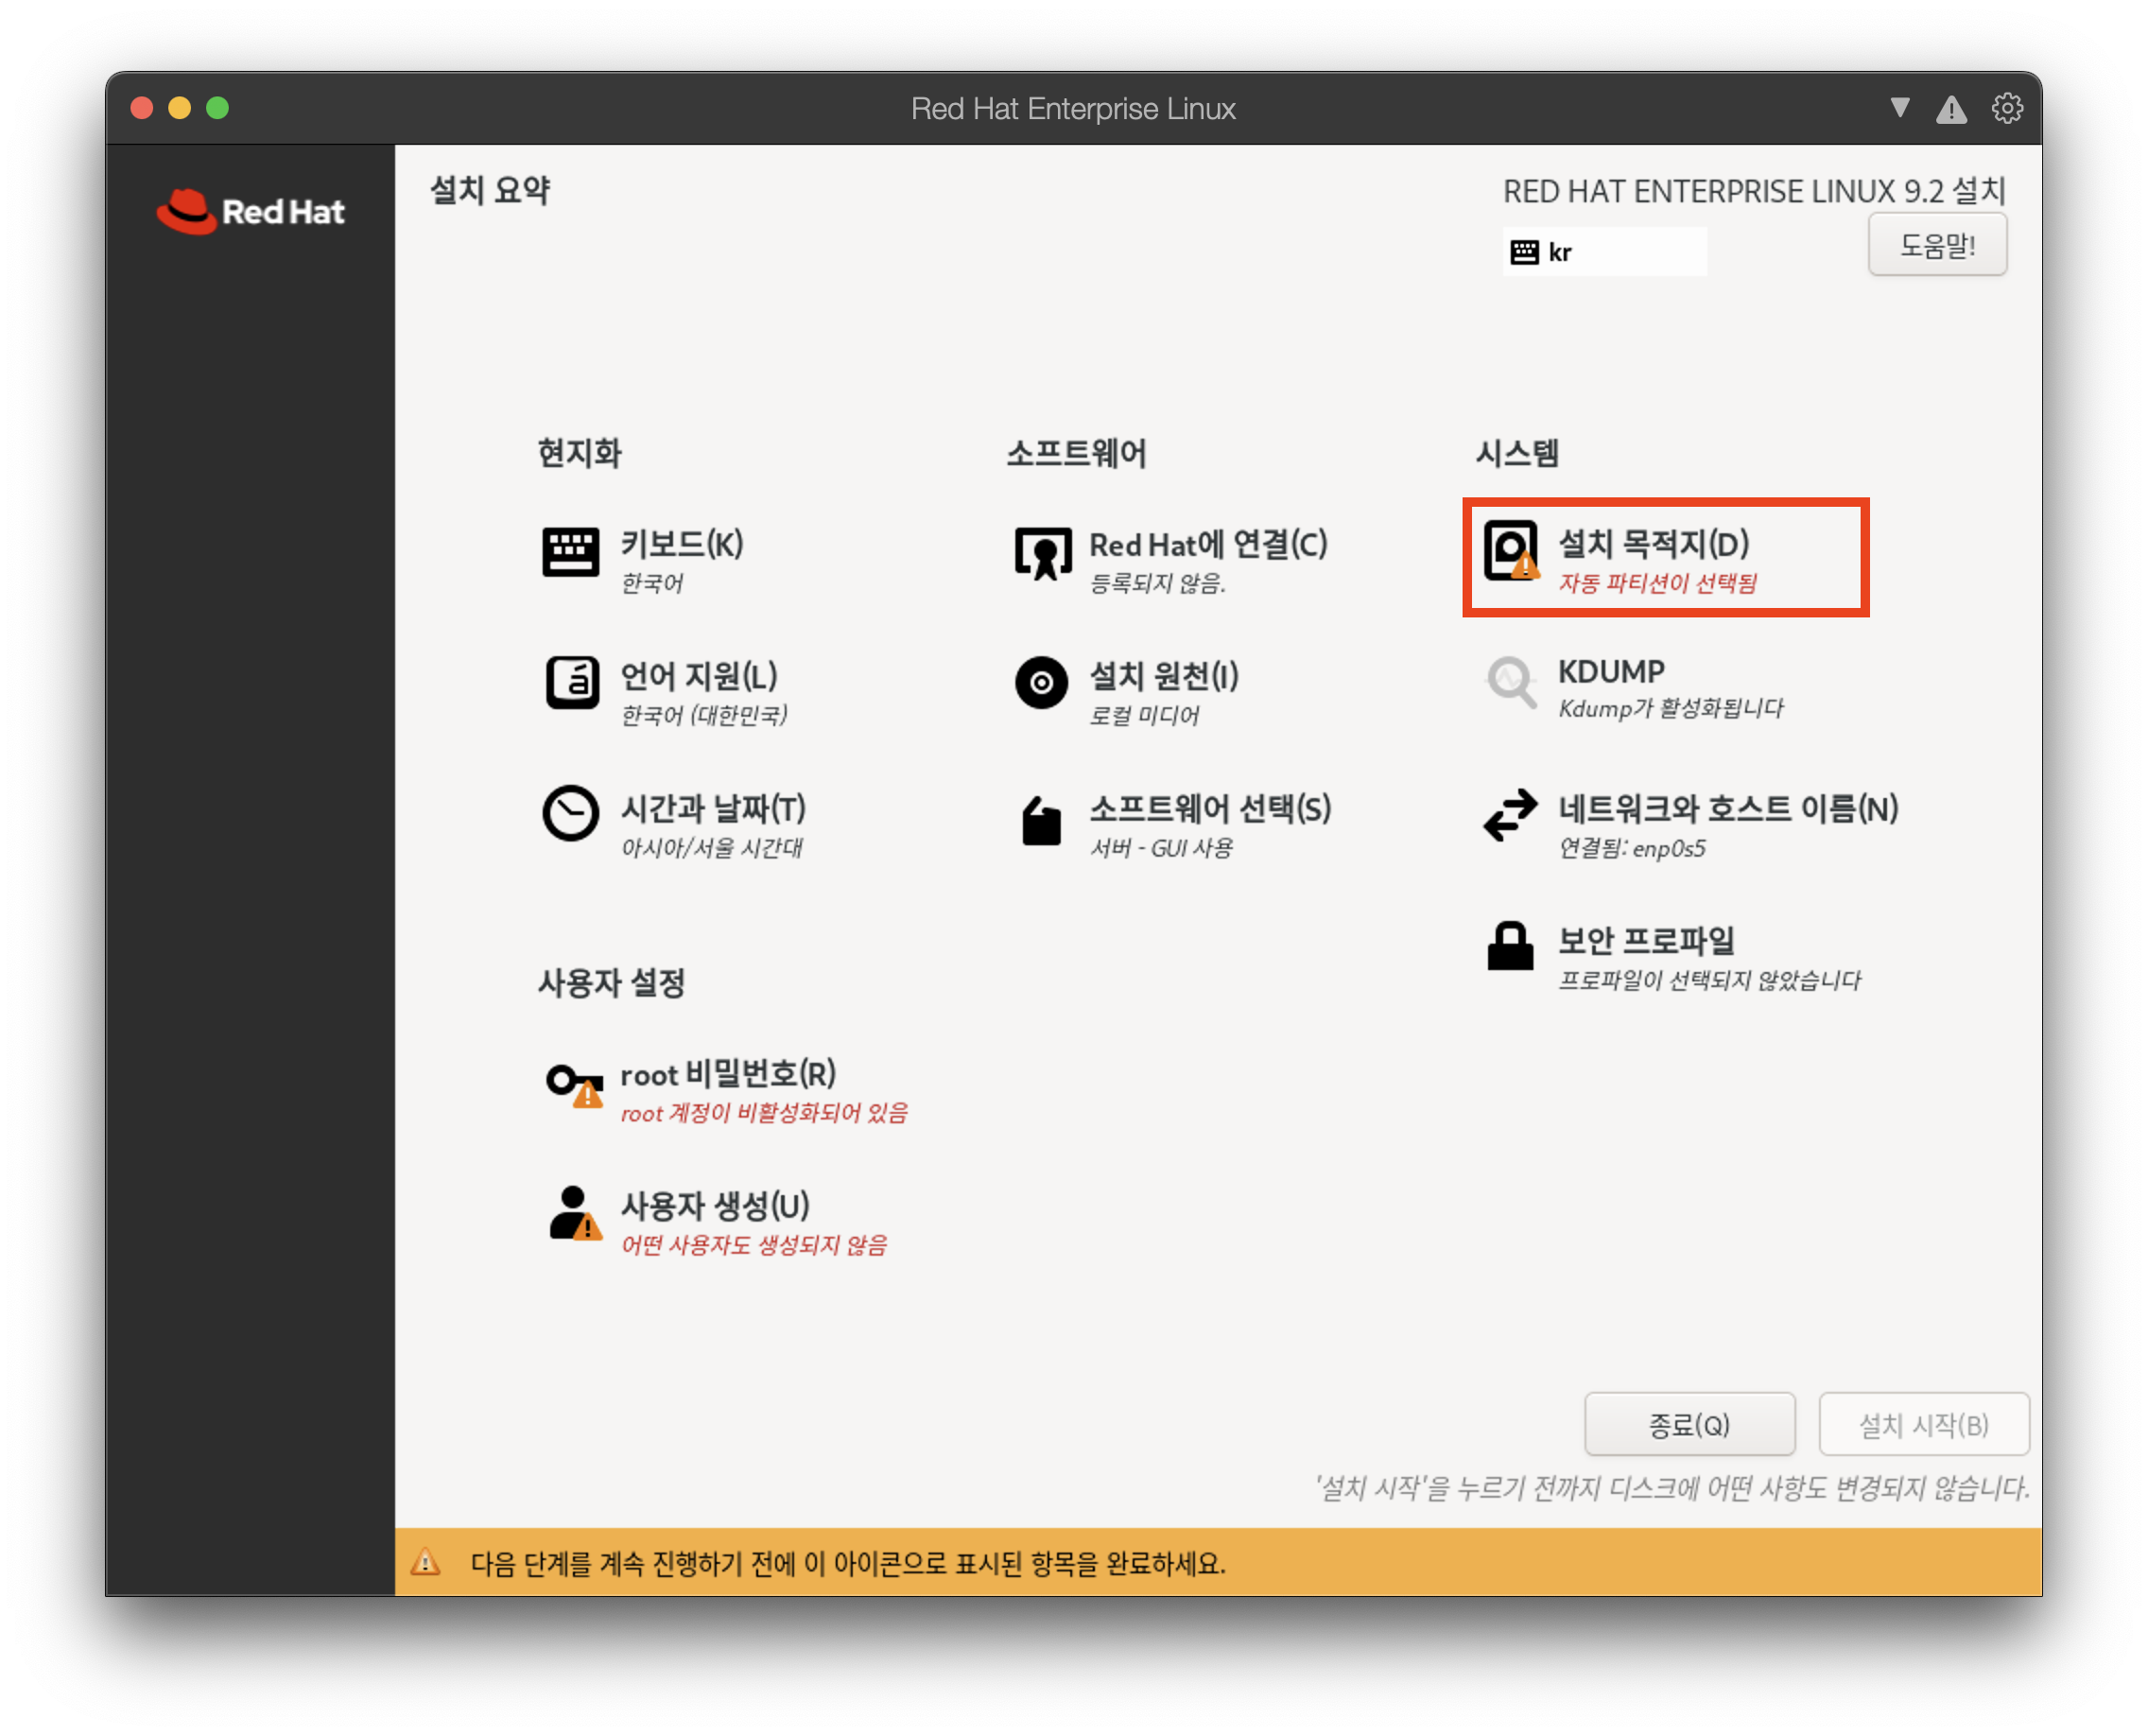 Red Hat Enterprise Linux
Red Hat
설치 요약
RED HAT ENTERPRISE LINUX 9.2 설치
kr
도움말!
현지화
키보드(K)
한국어
언어 지원(L)
한국어 (대한민국)
시간과 날짜(T)
아시아/서울 시간대
소프트웨어
Red Hat에 연결(C)
등록되지 않음.
설치 원천(I)
로컬 미디어
소프트웨어 선택(S)
서버 - GUI 사용
시스템
설치 목적지(D)
자동 파티션이 선택됨
KDUMP
Kdump가 활성화됩니다
네트워크와 호스트 이름(N)
연결됨: enp0s5
보안 프로파일
프로파일이 선택되지 않았습니다
사용자 설정
root 비밀번호(R)
root 계정이 비활성화되어 있음
사용자 생성(U)
어떤 사용자도 생성되지 않음
종료(Q)
설치 시작(B)
'설치 시작'을 누르기 전까지 디스크에 어떤 사항도 변경되지 않습니다.
다음 단계를 계속 진행하기 전에 이 아이콘으로 표시된 항목을 완료하세요.